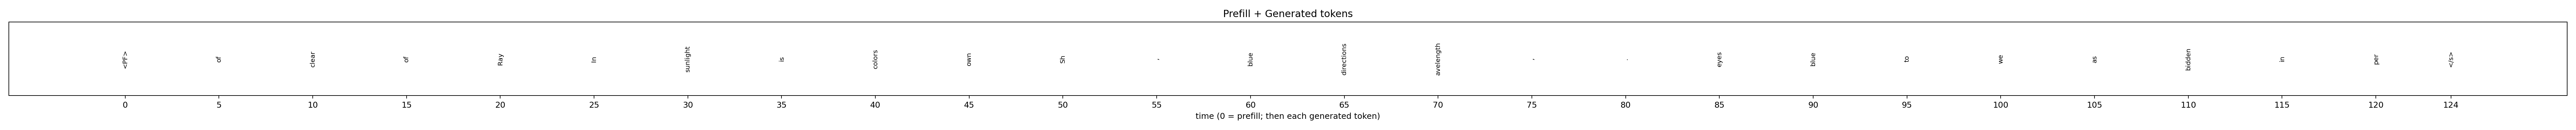 Prefill + Generated tokens
<PF> of clear of Ray In sunlight is colors own Sh - blue directions avelength - . eyes blue to we as bidden in per </s>
0 5 10 15 20 25 30 35 40 45 50 55 60 65 70 75 80 85 90 95 100 105 110 115 120 124
time (0 = prefill; then each generated token)